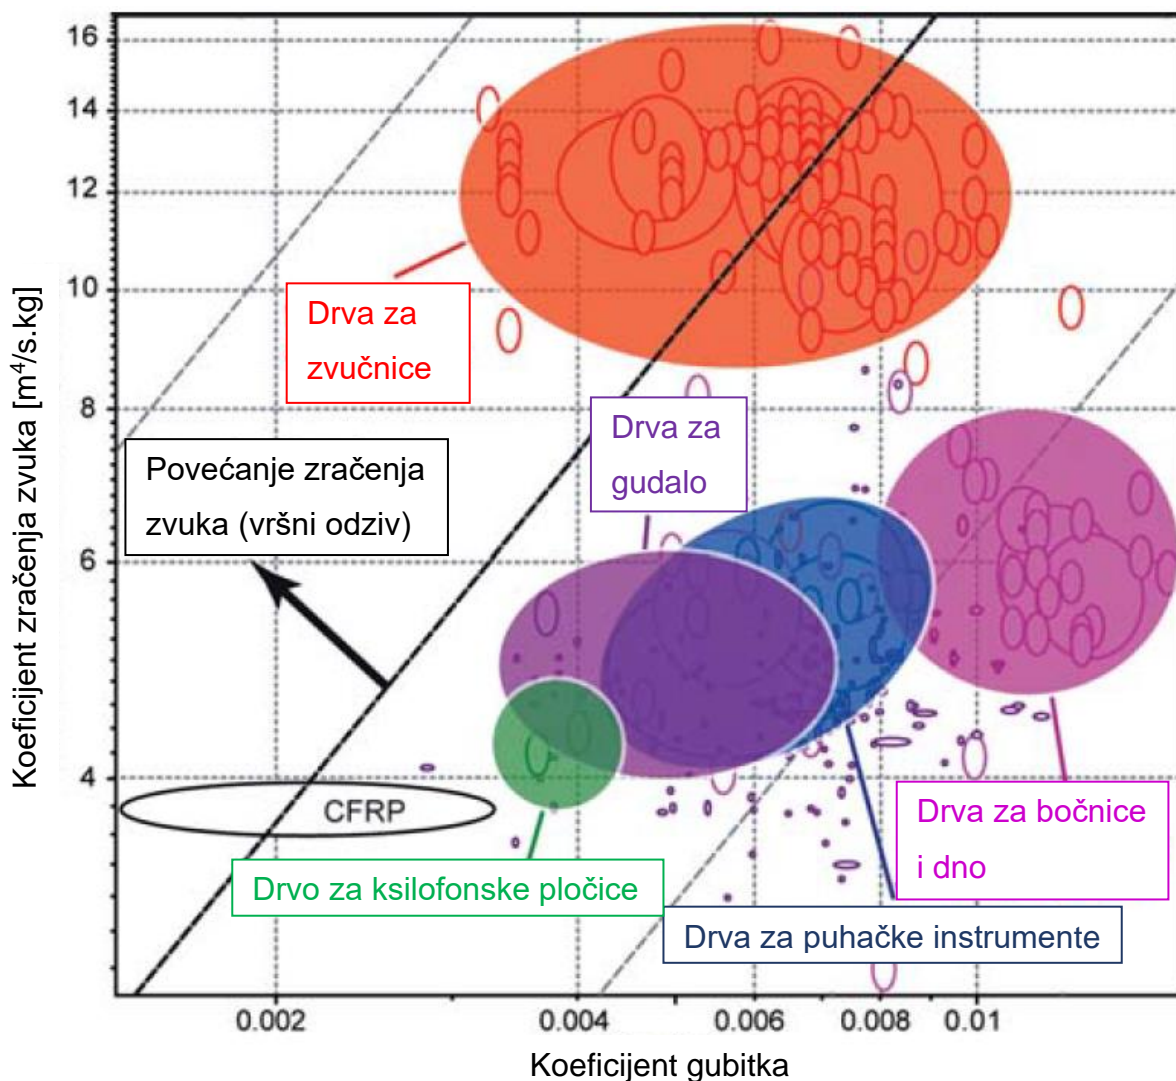 Koeficijent zračenja zvuka [m⁴/s.kg]
16
14
12
10
8
6
4
Drva za
zvučnice
Drva za
gudalo
Povećanje zračenja
zvuka (vršni odziv)
CFRP
Drva za bočnice
i dno
Drvo za ksilofonske pločice
Drva za puhačke instrumente
0.002
0.004
0.006
0.008
0.01
Koeficijent gubitka